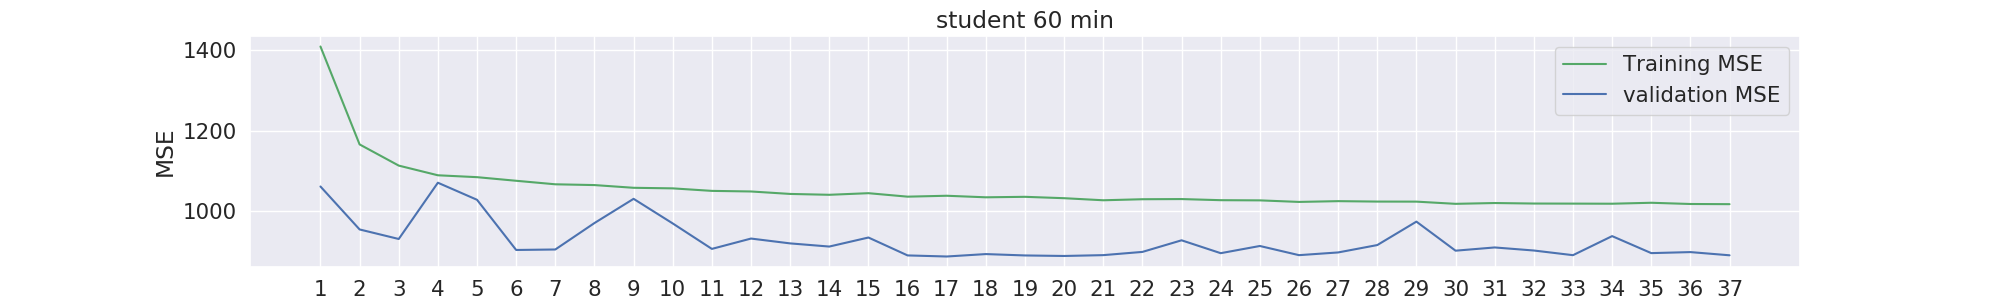 student 60 min
1400
1200
1000
MSE
Training MSE
validation MSE
1 2 3 4 5 6 7 8 9 10 11 12 13 14 15 16 17 18 19 20 21 22 23 24 25 26 27 28 29 30 31 32 33 34 35 36 37